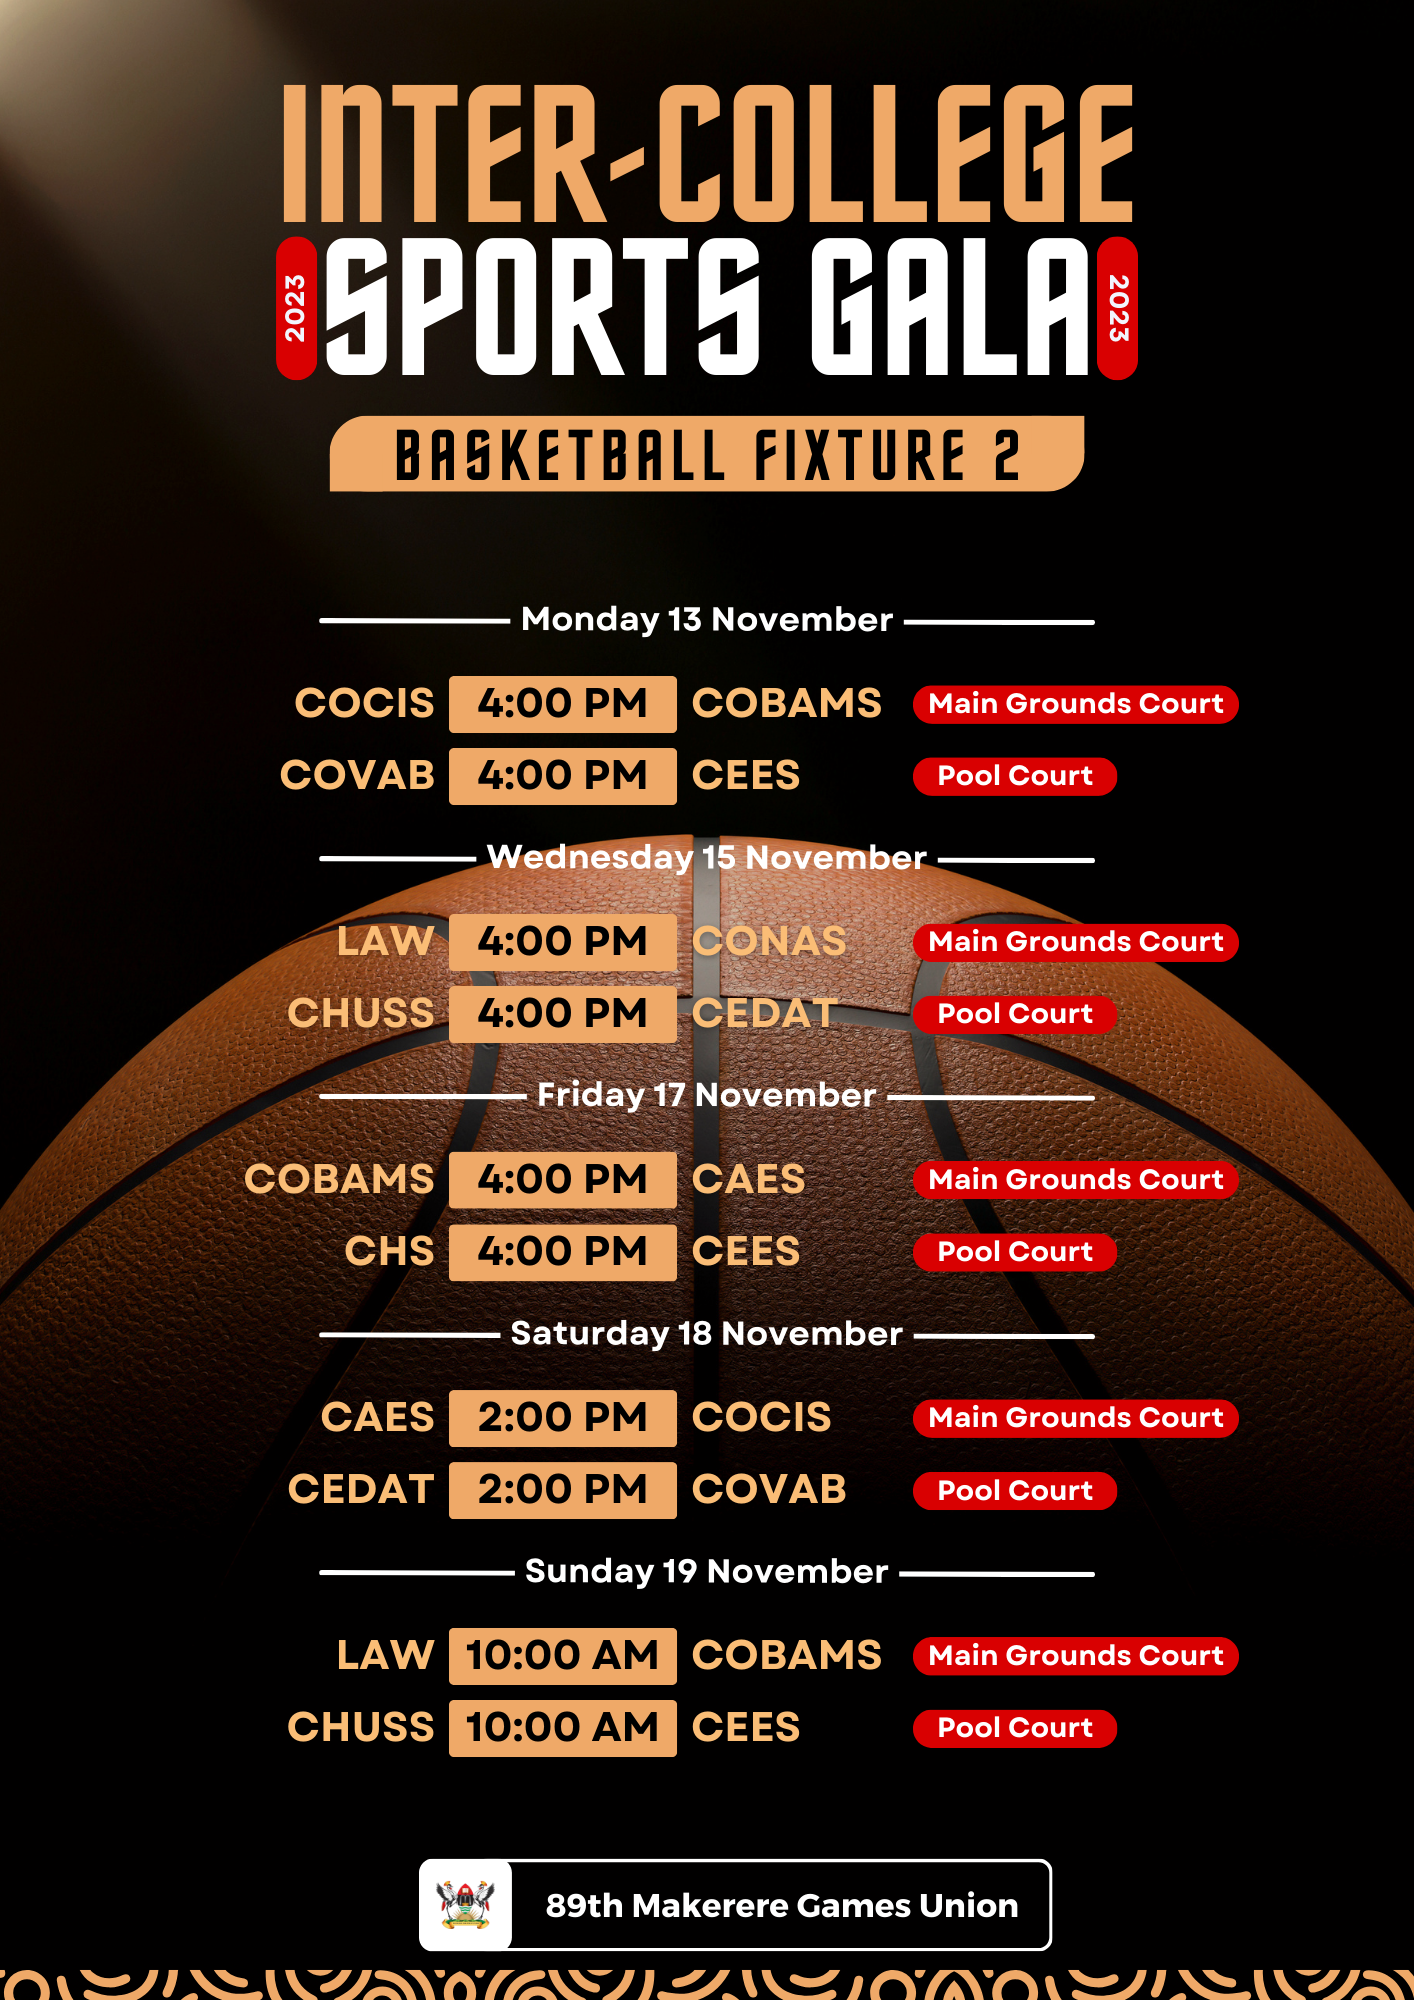 INTER-COLLEGE
2023 SPORTS GALA 2023
BASKETBALL FIXTURE 2
Monday 13 November
COCIS 4:00 PM COBAMS Main Grounds Court
COVAB 4:00 PM CEES Pool Court
Wednesday 15 November
LAW 4:00 PM CONAS Main Grounds Court
CHUSS 4:00 PM CEDAT Pool Court
Friday 17 November
COBAMS 4:00 PM CAES Main Grounds Court
CHS 4:00 PM CEES Pool Court
Saturday 18 November
CAES 2:00 PM COCIS Main Grounds Court
CEDAT 2:00 PM COVAB Pool Court
Sunday 19 November
LAW 10:00 AM COBAMS Main Grounds Court
CHUSS 10:00 AM CEES Pool Court
89th Makerere Games Union